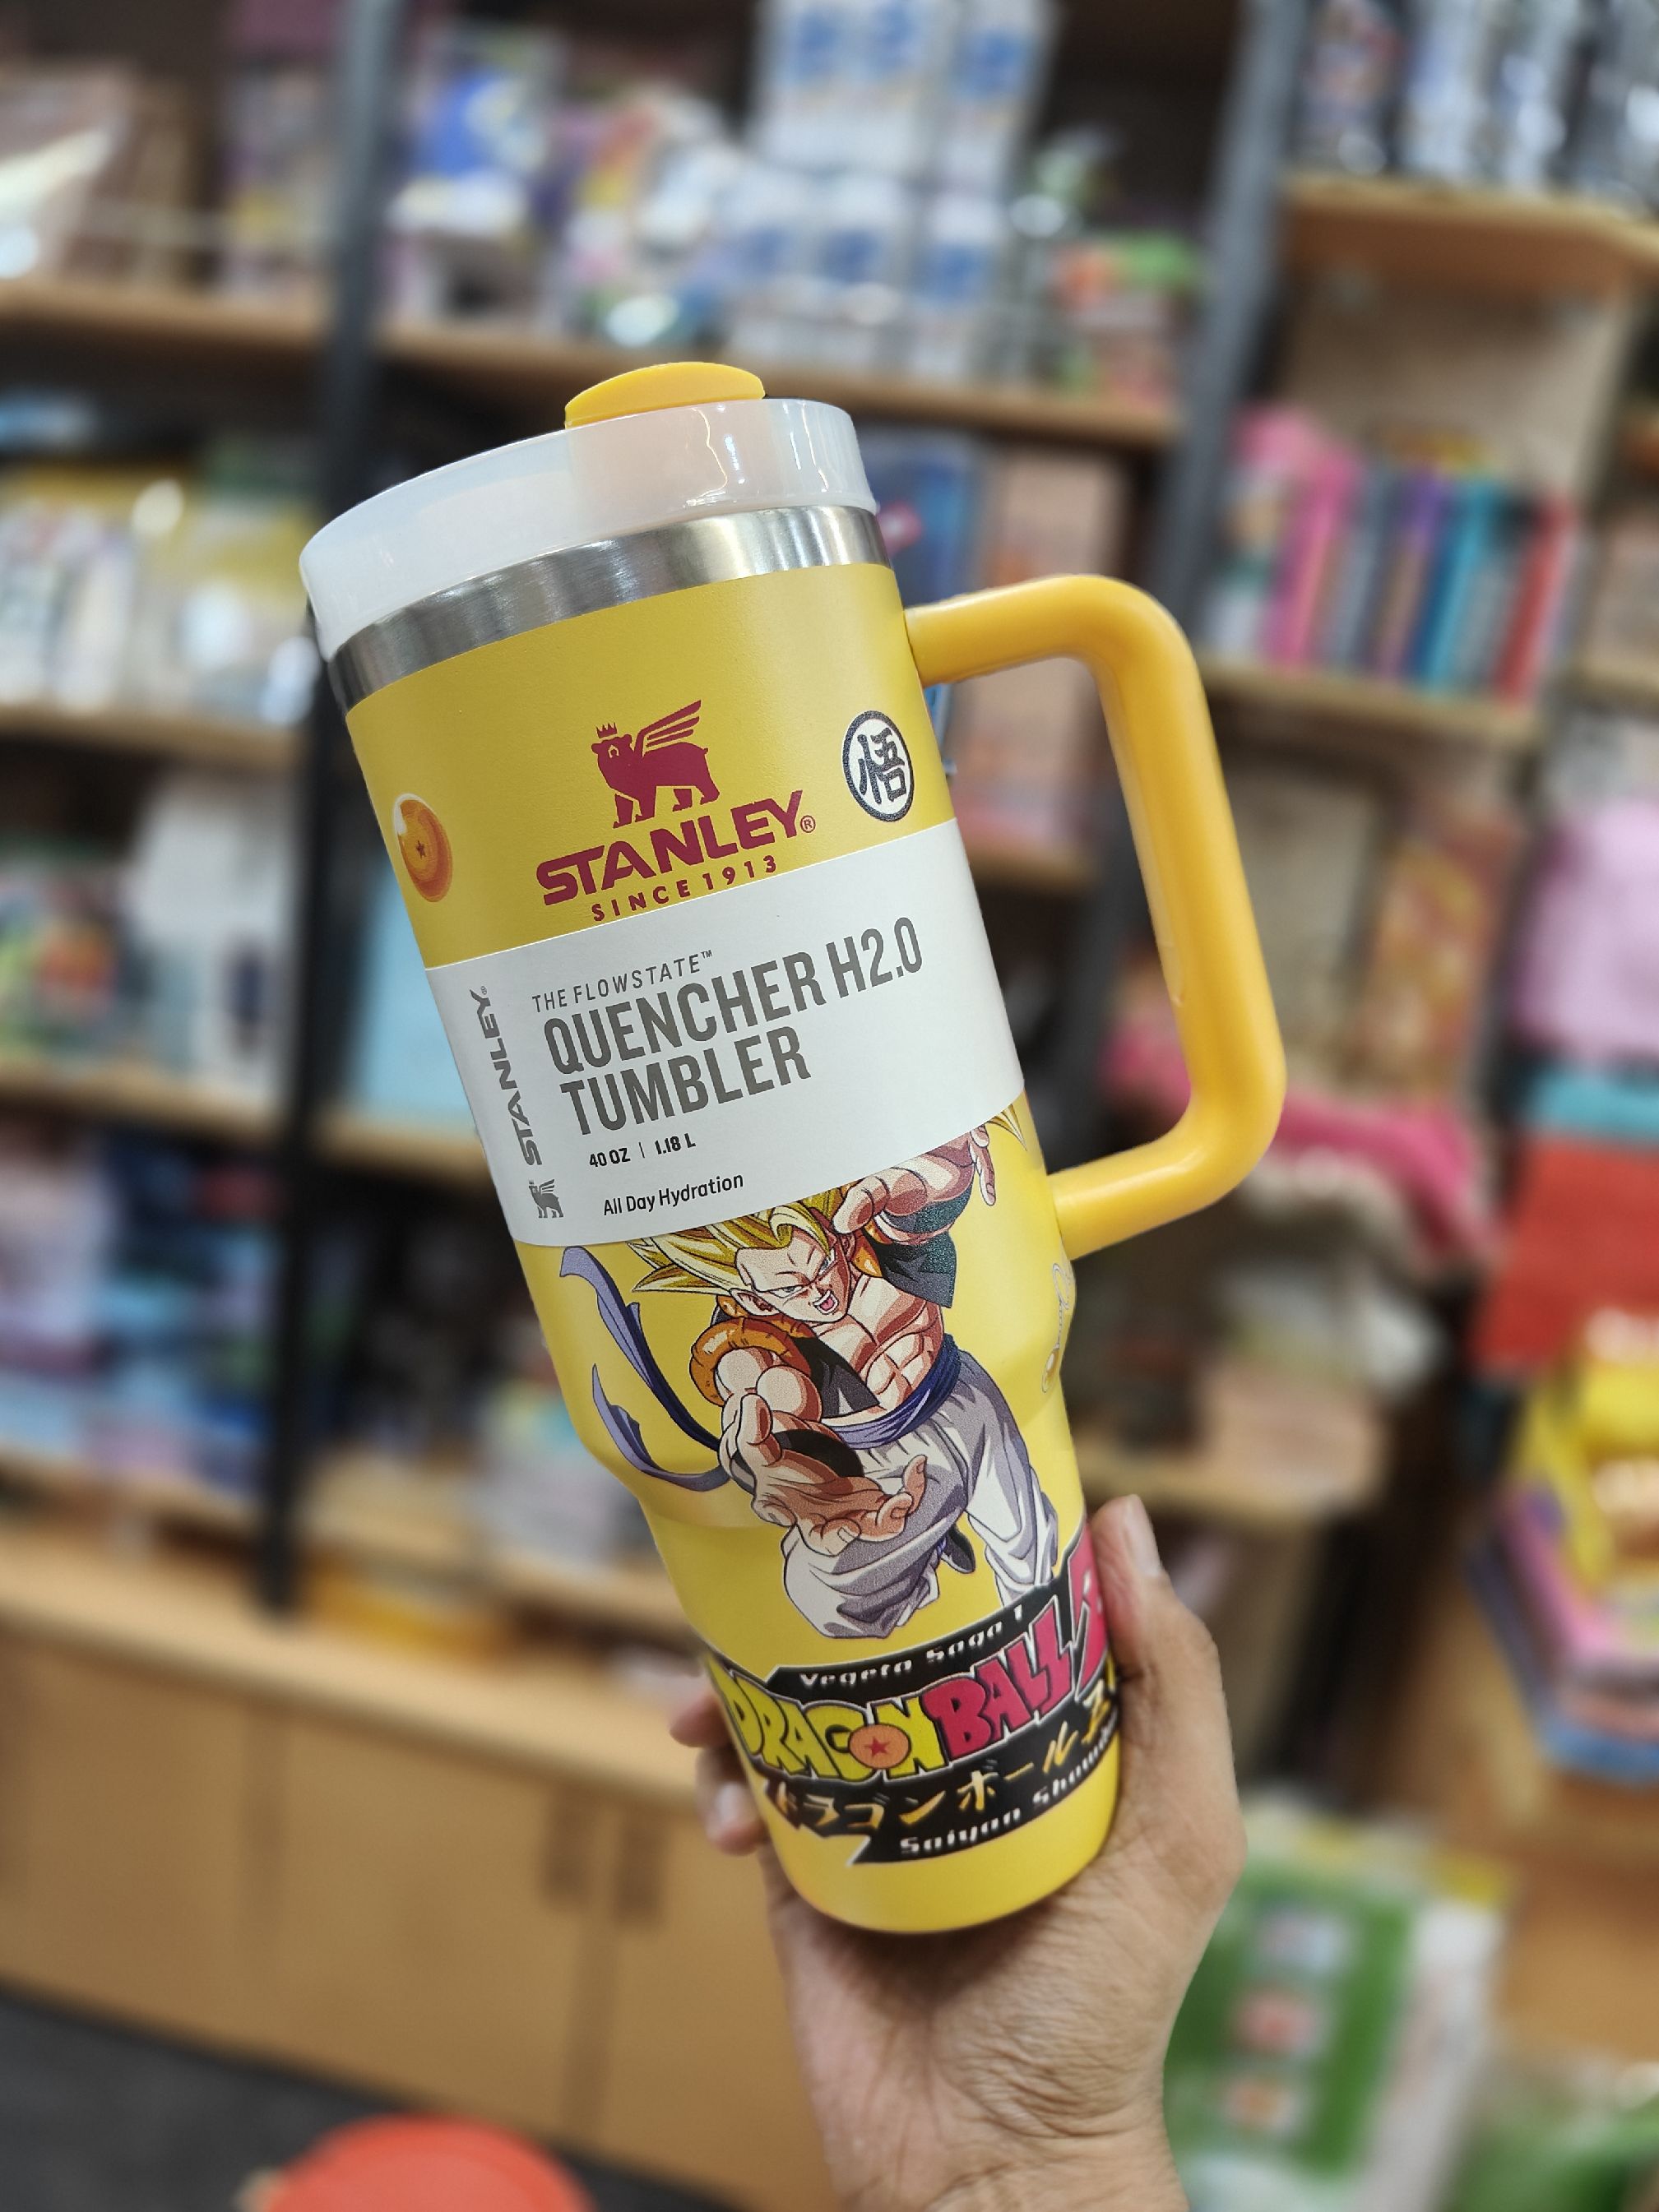 STANLEY®
SINCE 1913
悟
THE FLOWSTATE™
QUENCHER H2.0
TUMBLER
40 OZ | 1.18 L
All Day Hydration
STANLEY®
Vegeta Saga 1
DRAGON BALL
ドラゴンボール
Saiyan